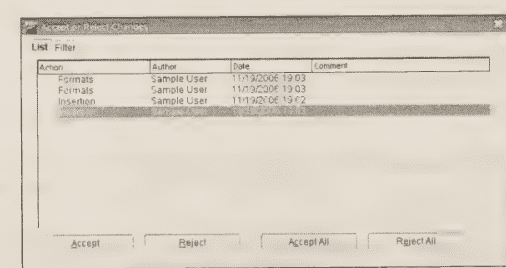 Accept or Reject Changes
List Filter
Action Author Date Comment
Formats Sample User 11/19/2006 19:03
Formats Sample User 11/19/2006 19:03
Insertion Sample User 11/19/2006 19:02
Accept Reject Accept All Reject All